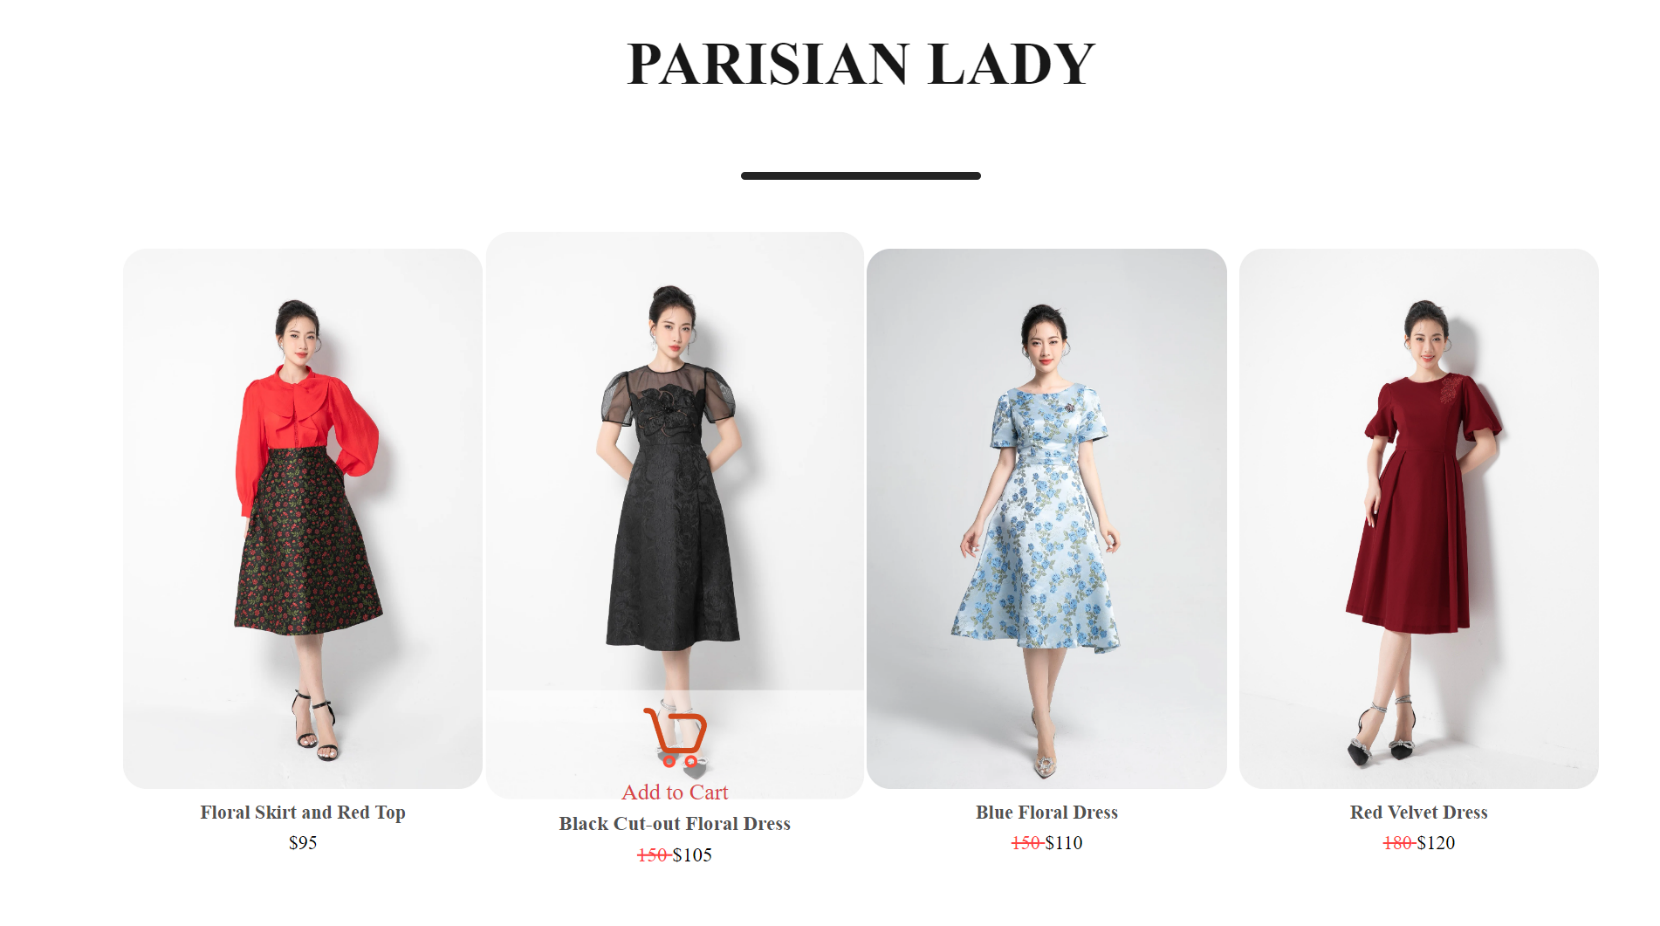 PARISIAN LADY
Floral Skirt and Red Top
$95
Add to Cart
Black Cut-out Floral Dress
150 $105
Blue Floral Dress
150 $110
Red Velvet Dress
180 $120